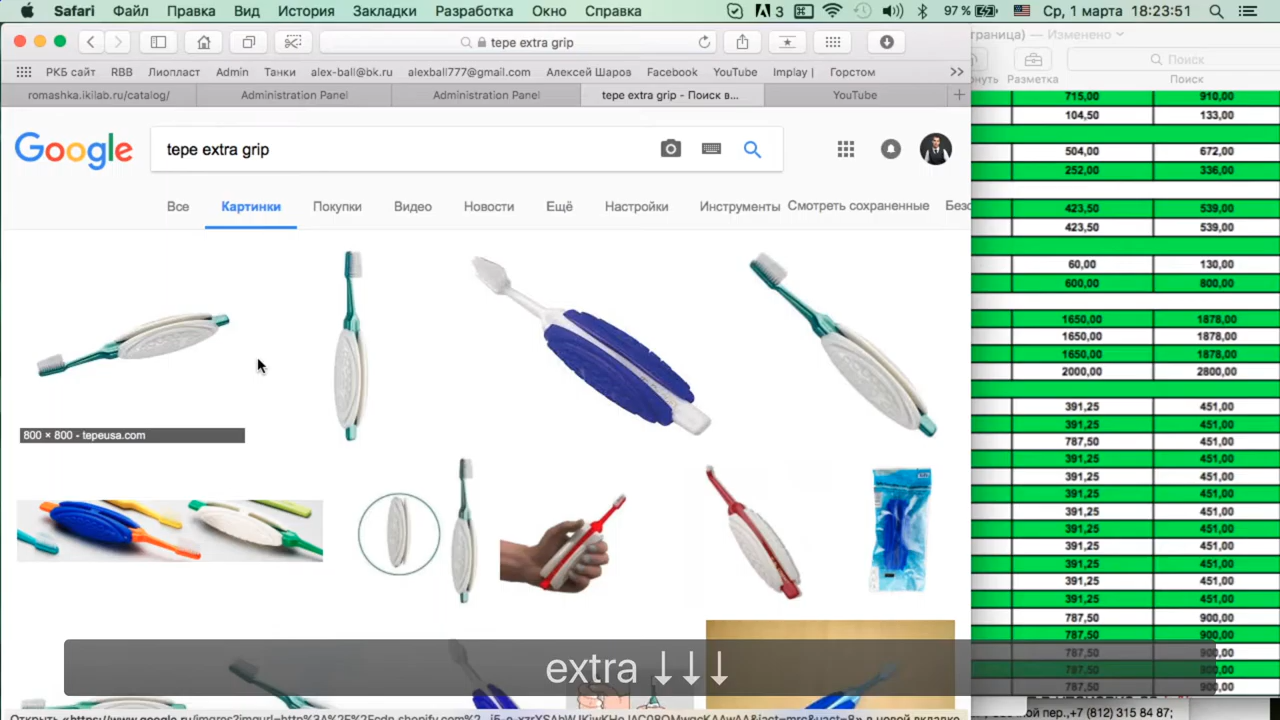 Safari Файл Правка Вид История Закладки Разработка Окно Справка 3 97 % Ср, 1 марта 18:23:51
tepe extra grip
траница) — Изменено
РКБ сайт RBB Лиопласт Admin Танки alex-ball@bk.ru alexball777@gmail.com Алексей Шаров Facebook YouTube Implay | Горстом
Разметка Поиск
Поиск
romashka.ikilab.ru/catalog/ Administration Panel Administration Panel tepe extra grip - Поиск в... YouTube
Google tepe extra grip
Все Картинки Покупки Видео Новости Ещё Настройки Инструменты Смотреть сохраненные
800 × 800 - tepeusa.com
715,00 910,00
104,50 133,00
504,00 672,00
252,00 336,00
423,50 539,00
423,50 539,00
60,00 130,00
600,00 800,00
1650,00 1878,00
1650,00 1878,00
1650,00 1878,00
2000,00 2800,00
391,25 451,00
391,25 451,00
787,50 451,00
391,25 451,00
391,25 451,00
391,25 451,00
391,25 451,00
391,25 451,00
391,25 451,00
391,25 451,00
391,25 451,00
391,25 451,00
787,50 900,00
787,50 900,00
787,50 900,00
787,50 900,00
787,50 900,00
extra ↓↓↓
пер.,+7 (812) 315 84 87;